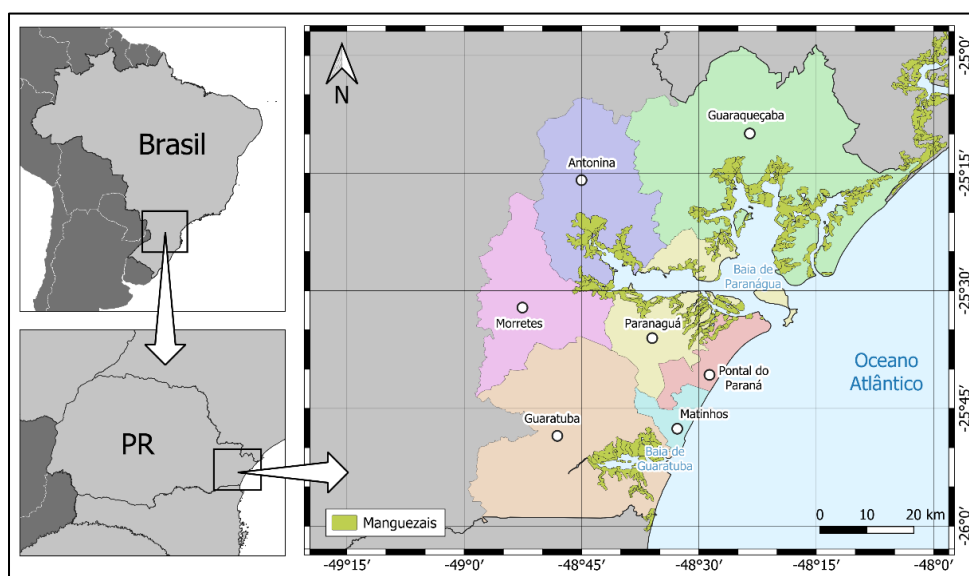 Brasil
PR
N
Guaraqueçaba
Antonina
Baia de
Paranágua
Morretes
Paranaguá
Pontal do
Paraná
Oceano
Atlântico
Guaratuba
Matinhos
Baia de
Guaratuba
Manguezais
0 10 20 km
-25°0'
-25°15'
-25°30'
-25°45'
-26°0'
-49°15' -49°0' -48°45' -48°30' -48°15' -48°0'